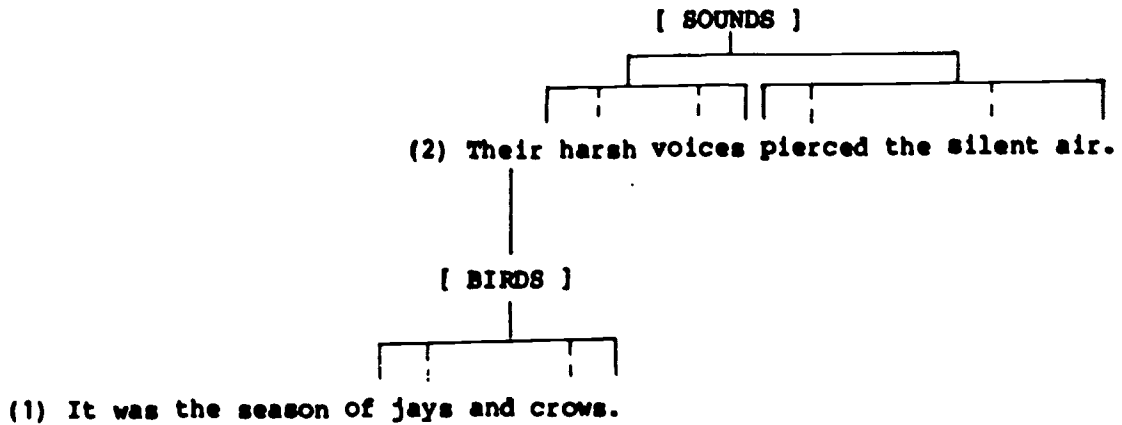 [ SOUNDS ]
(2) Their harsh voices pierced the silent air.
[ BIRDS ]
(1) It was the season of jays and crows.